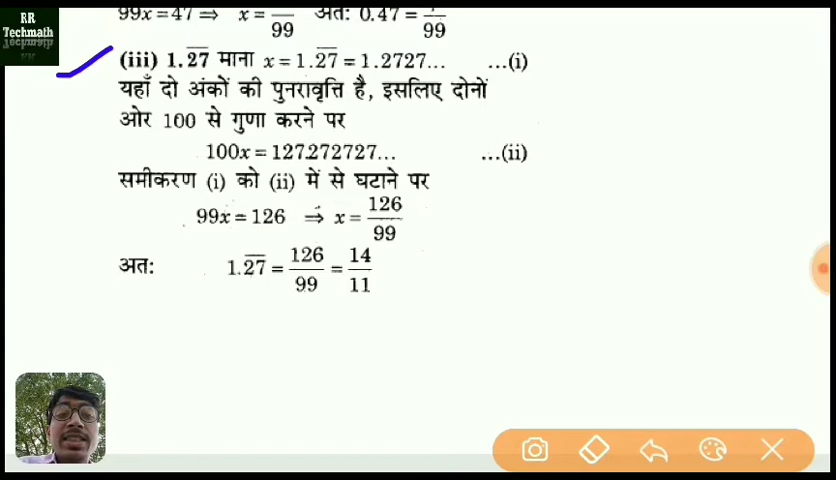 RR
Techmath
99x = 47 ⇒ x = —/99 अतः 0.47 = —/99
(iii) 1.2̅7̅ माना x = 1.2̅7̅ = 1.2727... ...(i)
यहाँ दो अंकों की पुनरावृत्ति है, इसलिए दोनों
ओर 100 से गुणा करने पर
100x = 127.272727... ...(ii)
समीकरण (i) को (ii) में से घटाने पर
99x = 126 ⇒ x = 126/99
अतः 1.2̅7̅ = 126/99 = 14/11